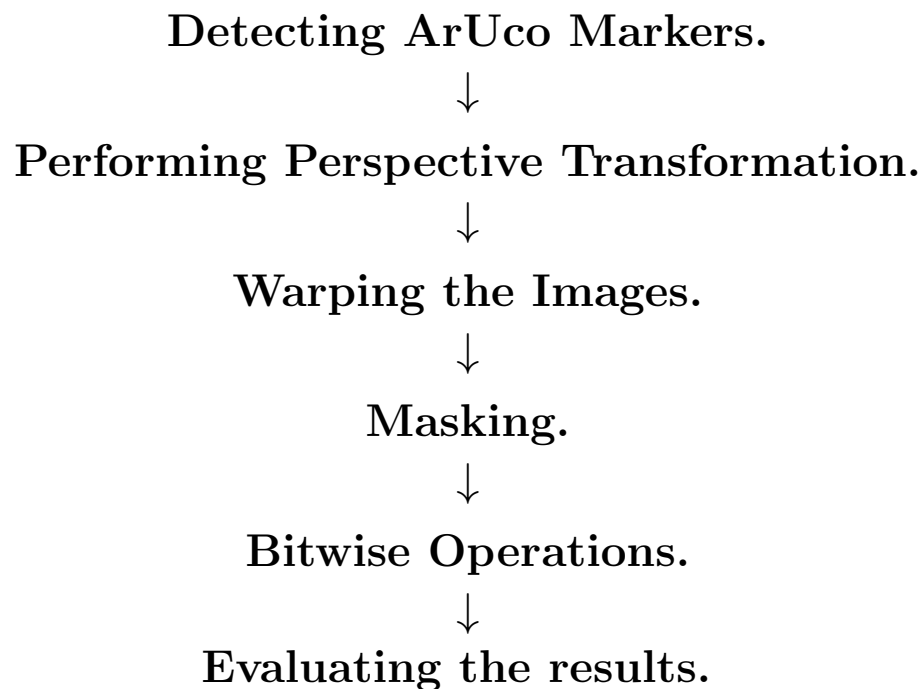 Detecting ArUco Markers.
↓
Performing Perspective Transformation.
↓
Warping the Images.
↓
Masking.
↓
Bitwise Operations.
↓
Evaluating the results.